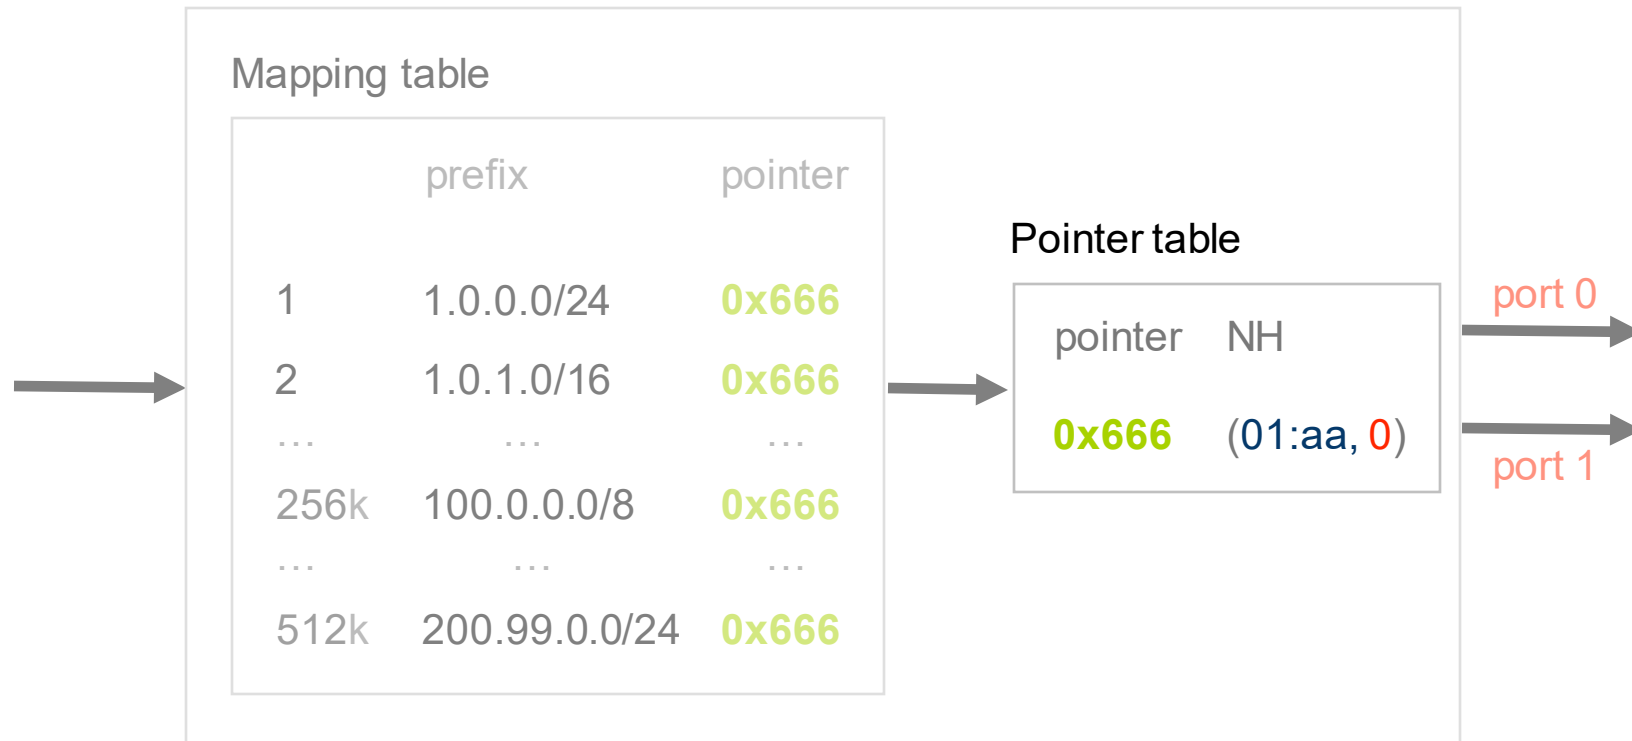 Mapping table
prefix pointer
1 1.0.0.0/24 0x666
2 1.0.1.0/16 0x666
... ... ...
256k 100.0.0.0/8 0x666
... ... ...
512k 200.99.0.0/24 0x666
Pointer table
pointer NH
0x666 (01:aa, 0)
port 0
port 1